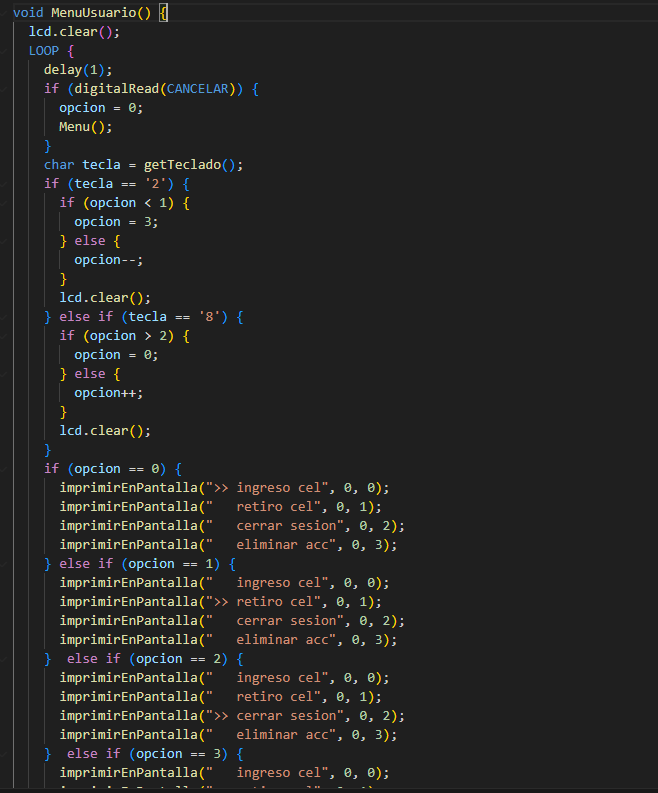 void MenuUsuario() {
  lcd.clear();
  LOOP {
    delay(1);
    if (digitalRead(CANCELAR)) {
      opcion = 0;
      Menu();
    }
    char tecla = getTeclado();
    if (tecla == '2') {
      if (opcion < 1) {
        opcion = 3;
      } else {
        opcion--;
      }
      lcd.clear();
    } else if (tecla == '8') {
      if (opcion > 2) {
        opcion = 0;
      } else {
        opcion++;
      }
      lcd.clear();
    }
    if (opcion == 0) {
      imprimirEnPantalla(">> ingreso cel", 0, 0);
      imprimirEnPantalla("   retiro cel", 0, 1);
      imprimirEnPantalla("   cerrar sesion", 0, 2);
      imprimirEnPantalla("   eliminar acc", 0, 3);
    } else if (opcion == 1) {
      imprimirEnPantalla("   ingreso cel", 0, 0);
      imprimirEnPantalla(">> retiro cel", 0, 1);
      imprimirEnPantalla("   cerrar sesion", 0, 2);
      imprimirEnPantalla("   eliminar acc", 0, 3);
    }  else if (opcion == 2) {
      imprimirEnPantalla("   ingreso cel", 0, 0);
      imprimirEnPantalla("   retiro cel", 0, 1);
      imprimirEnPantalla(">> cerrar sesion", 0, 2);
      imprimirEnPantalla("   eliminar acc", 0, 3);
    }  else if (opcion == 3) {
      imprimirEnPantalla("   ingreso cel", 0, 0);